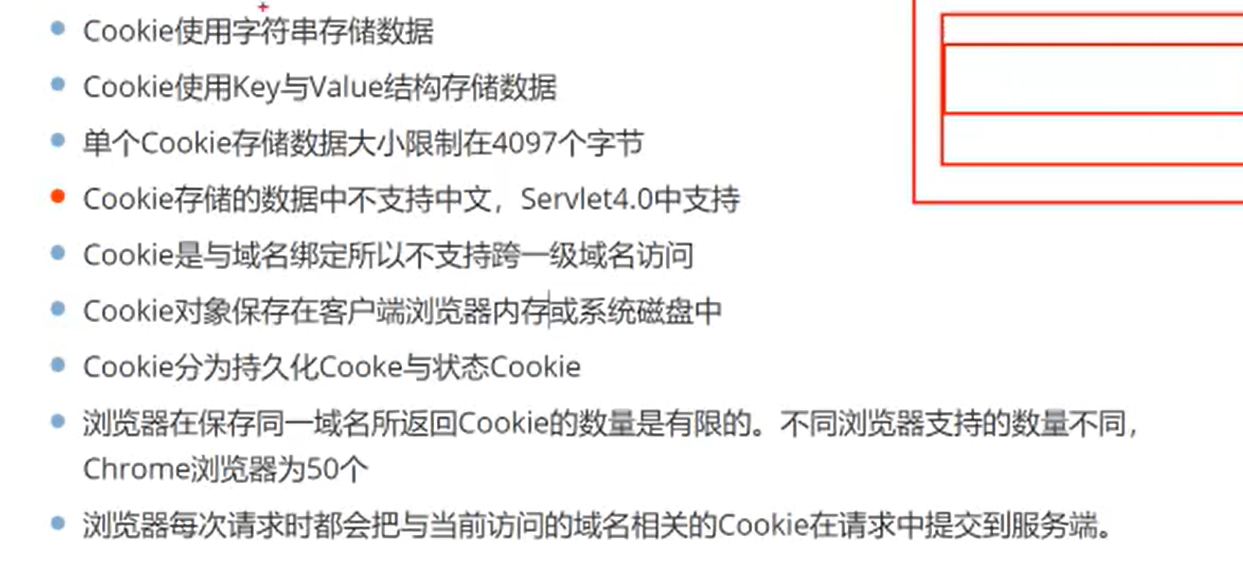 Cookie使用字符串存储数据
Cookie使用Key与Value结构存储数据
单个Cookie存储数据大小限制在4097个字节
Cookie存储的数据中不支持中文，Servlet4.0中支持
Cookie是与域名绑定所以不支持跨一级域名访问
Cookie对象保存在客户端浏览器内存或系统磁盘中
Cookie分为持久化Cooke与状态Cookie
浏览器在保存同一域名所返回Cookie的数量是有限的。不同浏览器支持的数量不同，
Chrome浏览器为50个
浏览器每次请求时都会把与当前访问的域名相关的Cookie在请求中提交到服务端。